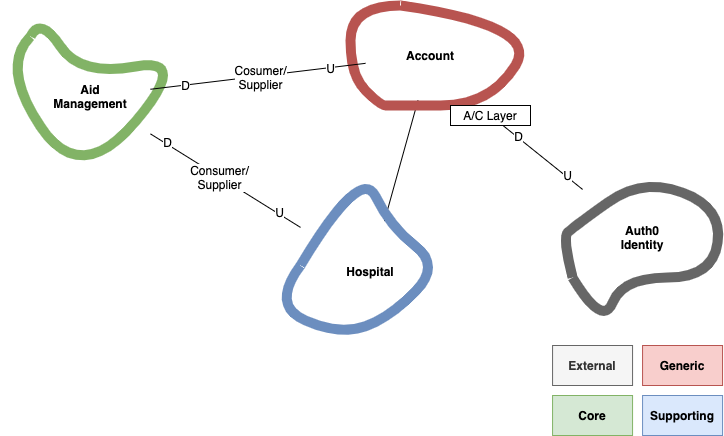 Account
Cosumer/
Supplier
U
D
Aid
Management
A/C Layer
D
D
Consumer/
Supplier
U
U
Auth0
Identity
Hospital
External
Generic
Core
Supporting